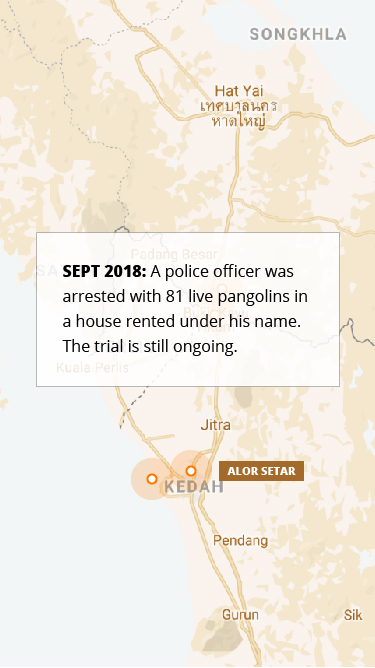 SONGKHLA
Hat Yai
เทศบาลนคร
หาดใหญ่
Padang Besar
SEPT 2018: A police officer was
arrested with 81 live pangolins in
a house rented under his name.
The trial is still ongoing.
Kuala Perlis
Jitra
ALOR SETAR
KEDAH
Pendang
Gurun
Sik